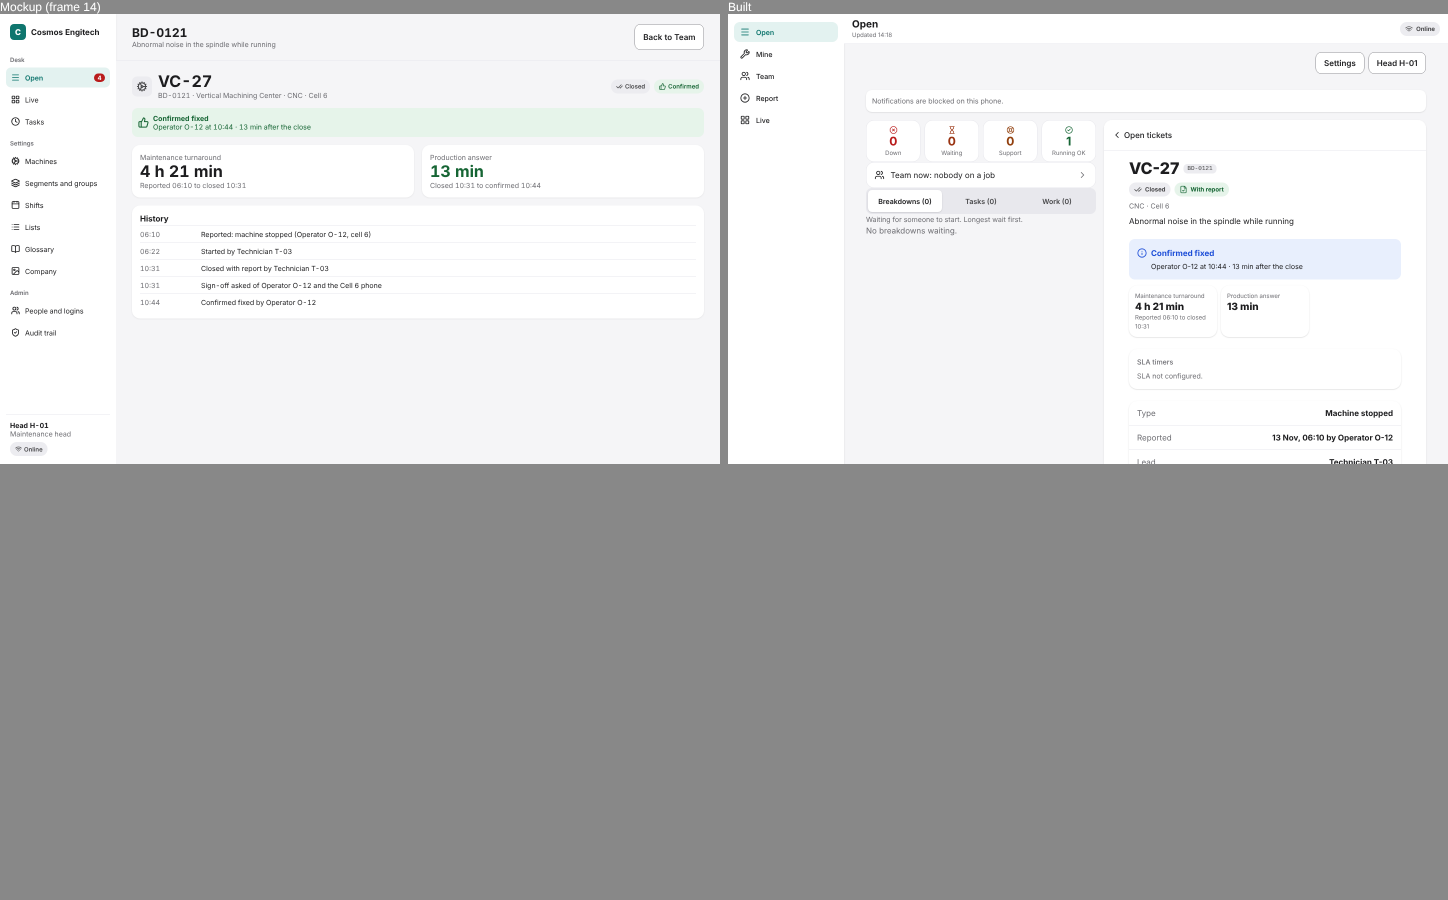 Mockup (frame 14)
C Cosmos Engitech
Desk
Open 4
Live
Tasks
Settings
Machines
Segments and groups
Shifts
Lists
Glossary
Company
Admin
People and logins
Audit trail
Head H-01
Maintenance head
Online
BD-0121
Abnormal noise in the spindle while running
Back to Team
VC-27
BD-0121 · Vertical Machining Center · CNC · Cell 6
Closed
Confirmed
Confirmed fixed
Operator O-12 at 10:44 · 13 min after the close
Maintenance turnaround
4 h 21 min
Reported 06:10 to closed 10:31
Production answer
13 min
Closed 10:31 to confirmed 10:44
History
06:10 Reported: machine stopped (Operator O-12, cell 6)
06:22 Started by Technician T-03
10:31 Closed with report by Technician T-03
10:31 Sign-off asked of Operator O-12 and the Cell 6 phone
10:44 Confirmed fixed by Operator O-12
Built
Open
Mine
Team
Report
Live
Open
Updated 14:18
Online
Settings
Head H-01
Notifications are blocked on this phone.
0
Down
0
Waiting
0
Support
1
Running OK
Team now: nobody on a job
Breakdowns (0)
Tasks (0)
Work (0)
Waiting for someone to start. Longest wait first.
No breakdowns waiting.
Open tickets
VC-27 BD-0121
Closed
With report
CNC · Cell 6
Abnormal noise in the spindle while running
Confirmed fixed
Operator O-12 at 10:44 · 13 min after the close
Maintenance turnaround
4 h 21 min
Reported 06:10 to closed
10:31
Production answer
13 min
SLA timers
SLA not configured.
Type Machine stopped
Reported 13 Nov, 06:10 by Operator O-12
Lead Technician T-03